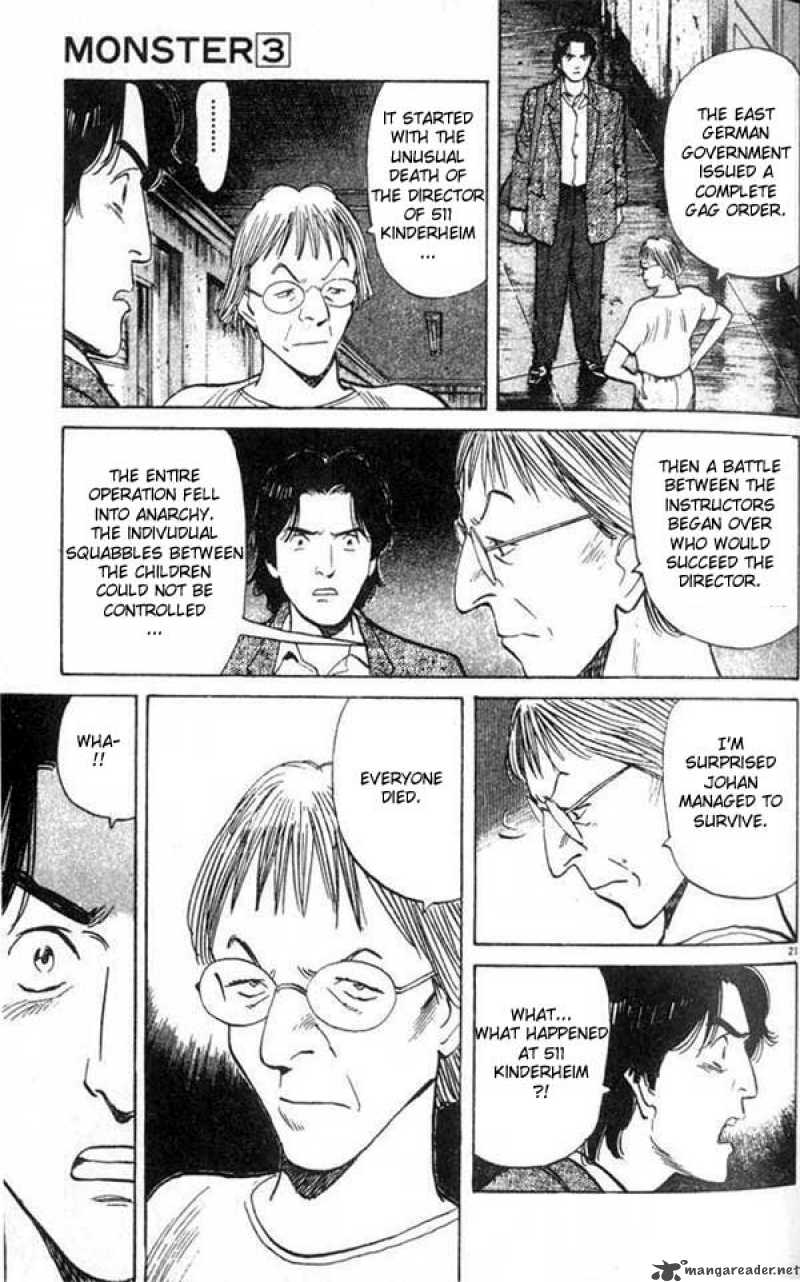 MONSTER 3
THE EAST
GERMAN
GOVERNMENT
ISSUED A
COMPLETE
GAG ORDER.
IT STARTED
WITH THE
UNUSUAL
DEATH OF
THE DIRECTOR
OF 511
KINDERHEIM
...
.........
THEN A BATTLE
BETWEEN THE
INSTRUCTORS
BEGAN OVER
WHO WOULD
SUCCEED THE
DIRECTOR.
THE ENTIRE
OPERATION FELL
INTO ANARCHY.
THE INDIVUDUAL
SQUABBLES BETWEEN
THE CHILDREN
COULD NOT BE
CONTROLLED
...
I'M
SURPRISED
JOHAN
MANAGED TO
SURVIVE.
21
WHAT...
WHAT HAPPENED
AT 511
KINDERHEIM
?!
EVERYONE
DIED.
WHA-
!!
mangareader.net